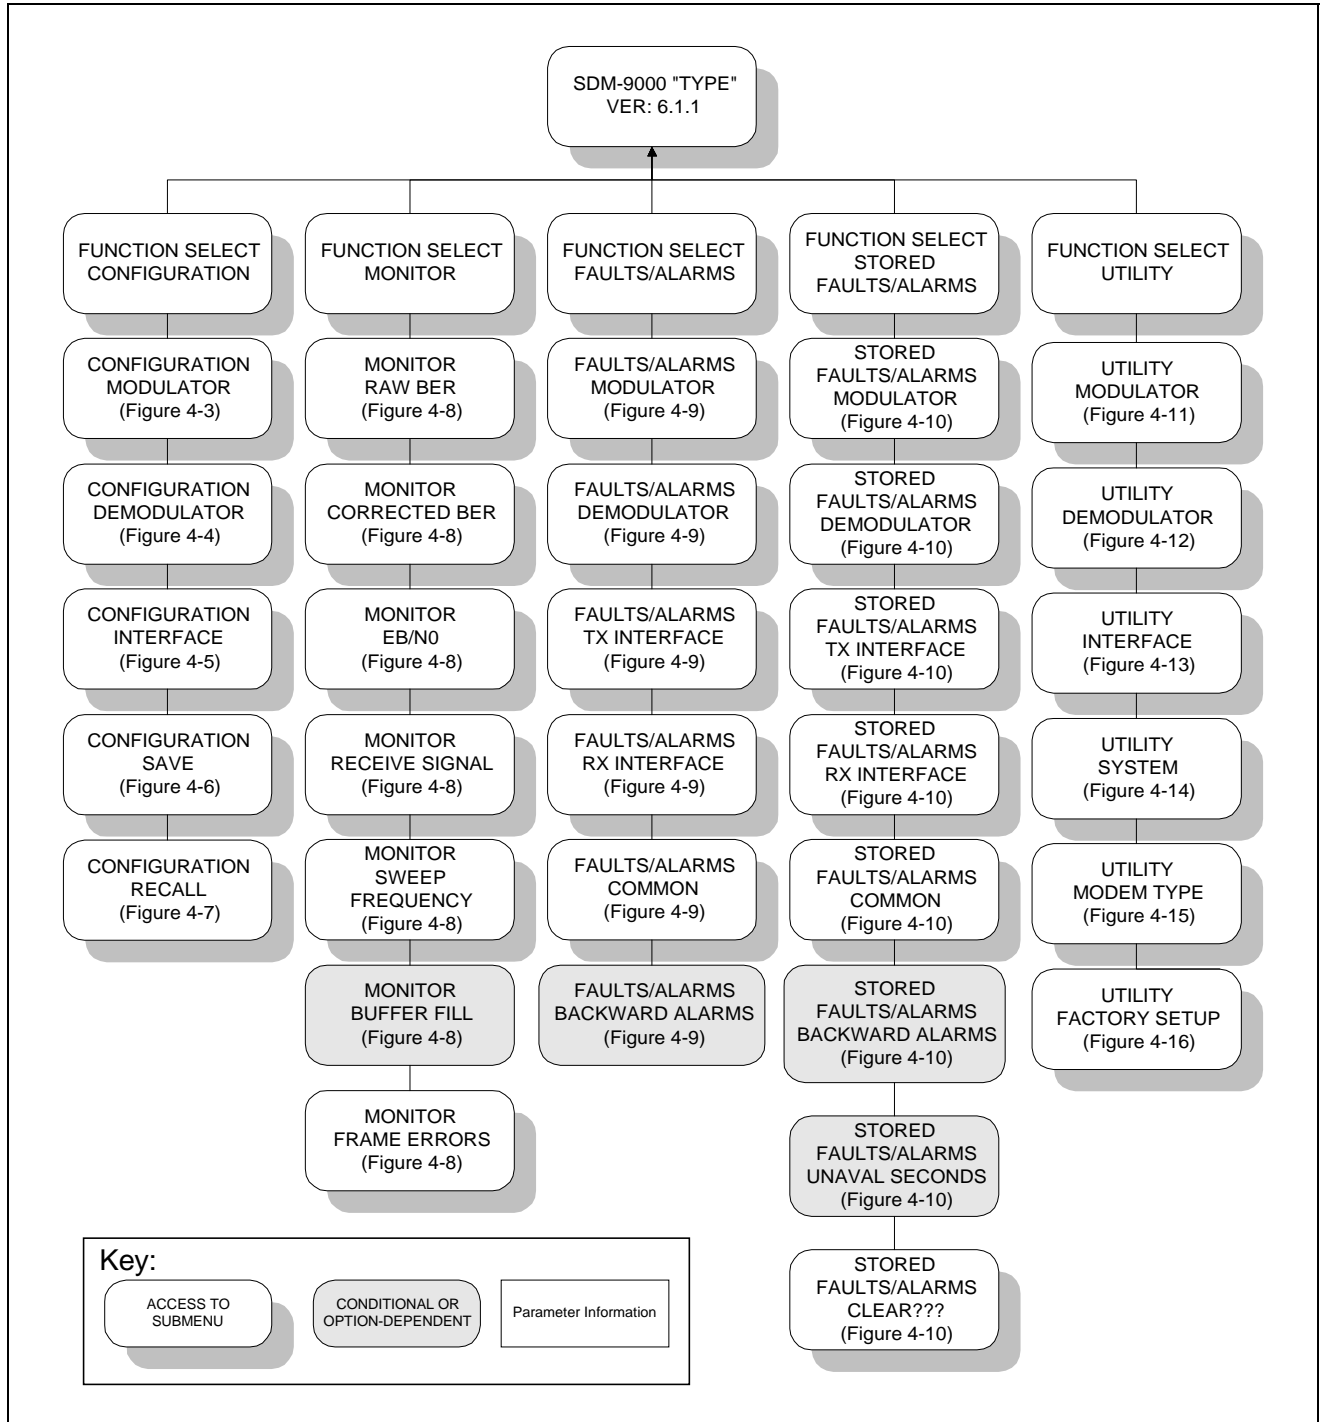 SDM-9000 "TYPE"
VER: 6.1.1
FUNCTION SELECT
CONFIGURATION
CONFIGURATION
MODULATOR
(Figure 4-3)
CONFIGURATION
DEMODULATOR
(Figure 4-4)
CONFIGURATION
INTERFACE
(Figure 4-5)
CONFIGURATION
SAVE
(Figure 4-6)
CONFIGURATION
RECALL
(Figure 4-7)
FUNCTION SELECT
MONITOR
MONITOR
RAW BER
(Figure 4-8)
MONITOR
CORRECTED BER
(Figure 4-8)
MONITOR
EB/N0
(Figure 4-8)
MONITOR
RECEIVE SIGNAL
(Figure 4-8)
MONITOR
SWEEP
FREQUENCY
(Figure 4-8)
MONITOR
BUFFER FILL
(Figure 4-8)
MONITOR
FRAME ERRORS
(Figure 4-8)
FUNCTION SELECT
FAULTS/ALARMS
FAULTS/ALARMS
MODULATOR
(Figure 4-9)
FAULTS/ALARMS
DEMODULATOR
(Figure 4-9)
FAULTS/ALARMS
TX INTERFACE
(Figure 4-9)
FAULTS/ALARMS
RX INTERFACE
(Figure 4-9)
FAULTS/ALARMS
COMMON
(Figure 4-9)
FAULTS/ALARMS
BACKWARD ALARMS
(Figure 4-9)
FUNCTION SELECT
STORED
FAULTS/ALARMS
STORED
FAULTS/ALARMS
MODULATOR
(Figure 4-10)
STORED
FAULTS/ALARMS
DEMODULATOR
(Figure 4-10)
STORED
FAULTS/ALARMS
TX INTERFACE
(Figure 4-10)
STORED
FAULTS/ALARMS
RX INTERFACE
(Figure 4-10)
STORED
FAULTS/ALARMS
COMMON
(Figure 4-10)
STORED
FAULTS/ALARMS
BACKWARD ALARMS
(Figure 4-10)
STORED
FAULTS/ALARMS
UNAVAL SECONDS
(Figure 4-10)
STORED
FAULTS/ALARMS
CLEAR???
(Figure 4-10)
FUNCTION SELECT
UTILITY
UTILITY
MODULATOR
(Figure 4-11)
UTILITY
DEMODULATOR
(Figure 4-12)
UTILITY
INTERFACE
(Figure 4-13)
UTILITY
SYSTEM
(Figure 4-14)
UTILITY
MODEM TYPE
(Figure 4-15)
UTILITY
FACTORY SETUP
(Figure 4-16)
Key:
ACCESS TO
SUBMENU
CONDITIONAL OR
OPTION-DEPENDENT
Parameter Information